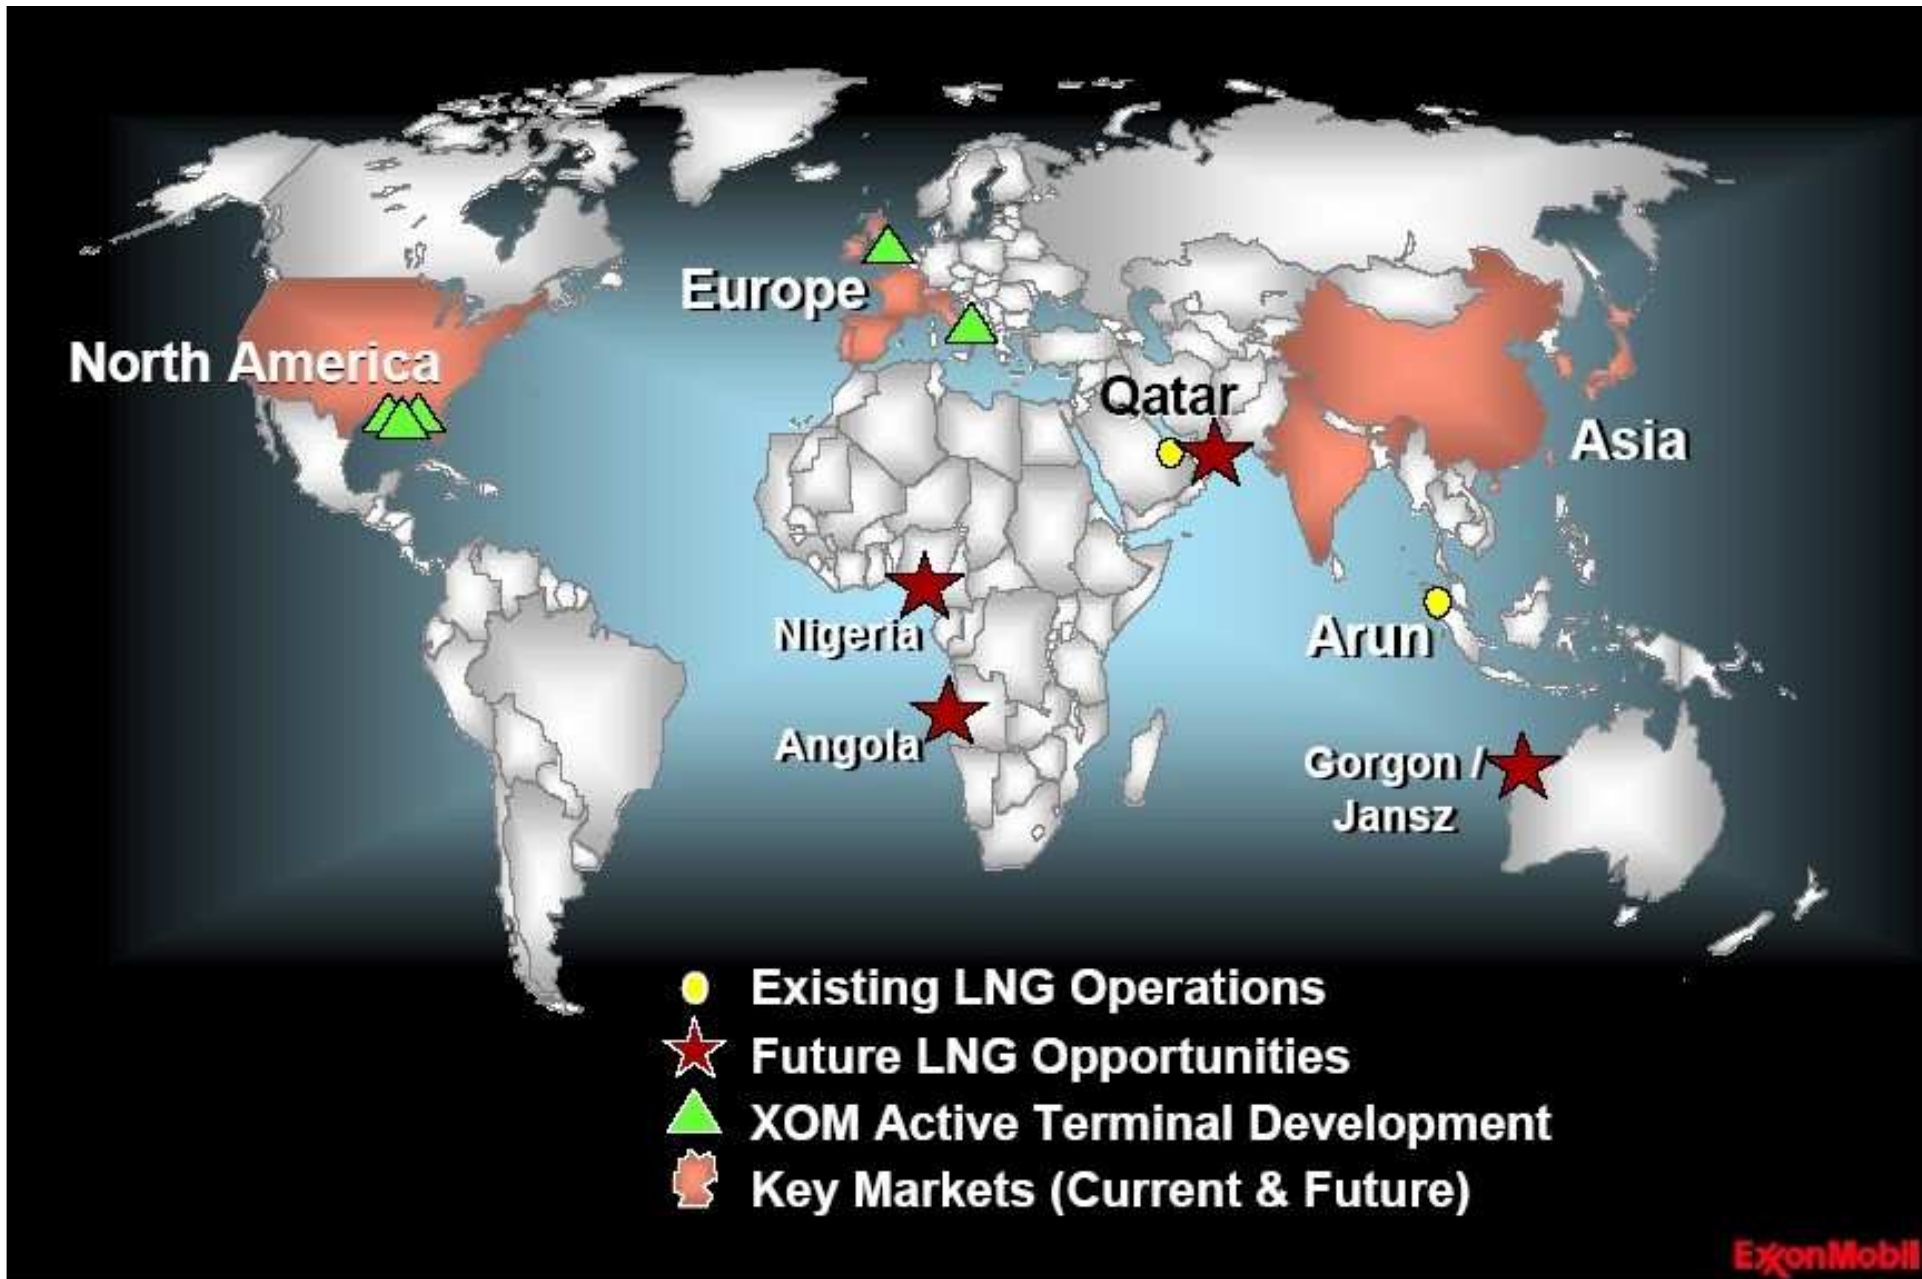 Europe
North America
Qatar
Asia
Nigeria
Arun
Angola
Gorgon /
Jansz
Existing LNG Operations
Future LNG Opportunities
XOM Active Terminal Development
Key Markets (Current & Future)
ExxonMobil